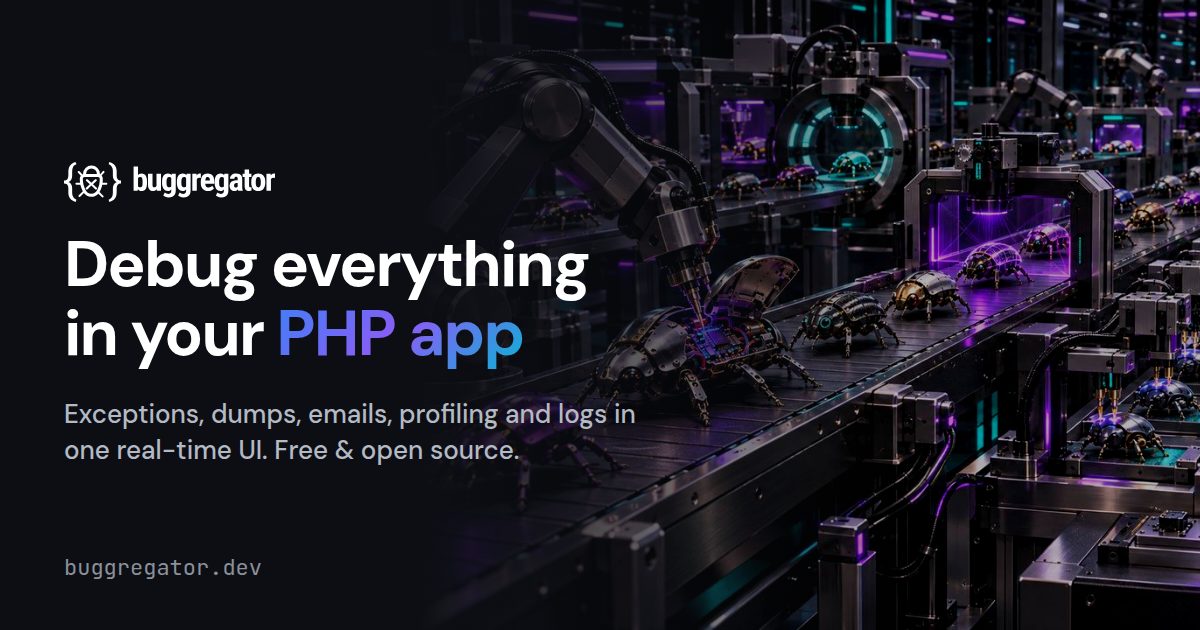 buggregator
Debug everything
in your PHP app
Exceptions, dumps, emails, profiling and logs in
one real-time UI. Free & open source.
buggregator.dev